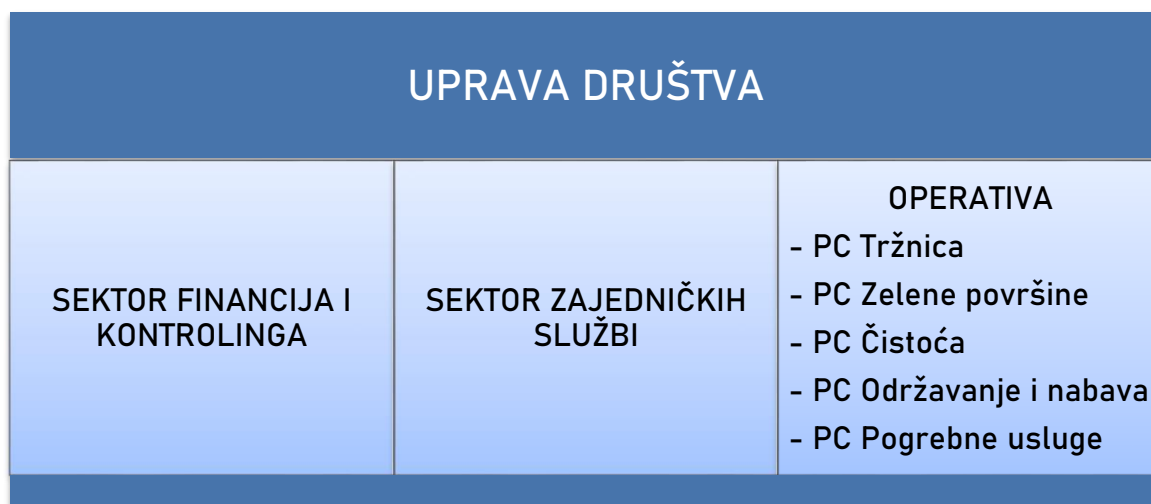 UPRAVA DRUŠTVA
SEKTOR FINANCIJA I
KONTROLINGA
SEKTOR ZAJEDNIČKIH
SLUŽBI
OPERATIVA
- PC Tržnica
- PC Zelene površine
- PC Čistoća
- PC Održavanje i nabava
- PC Pogrebne usluge